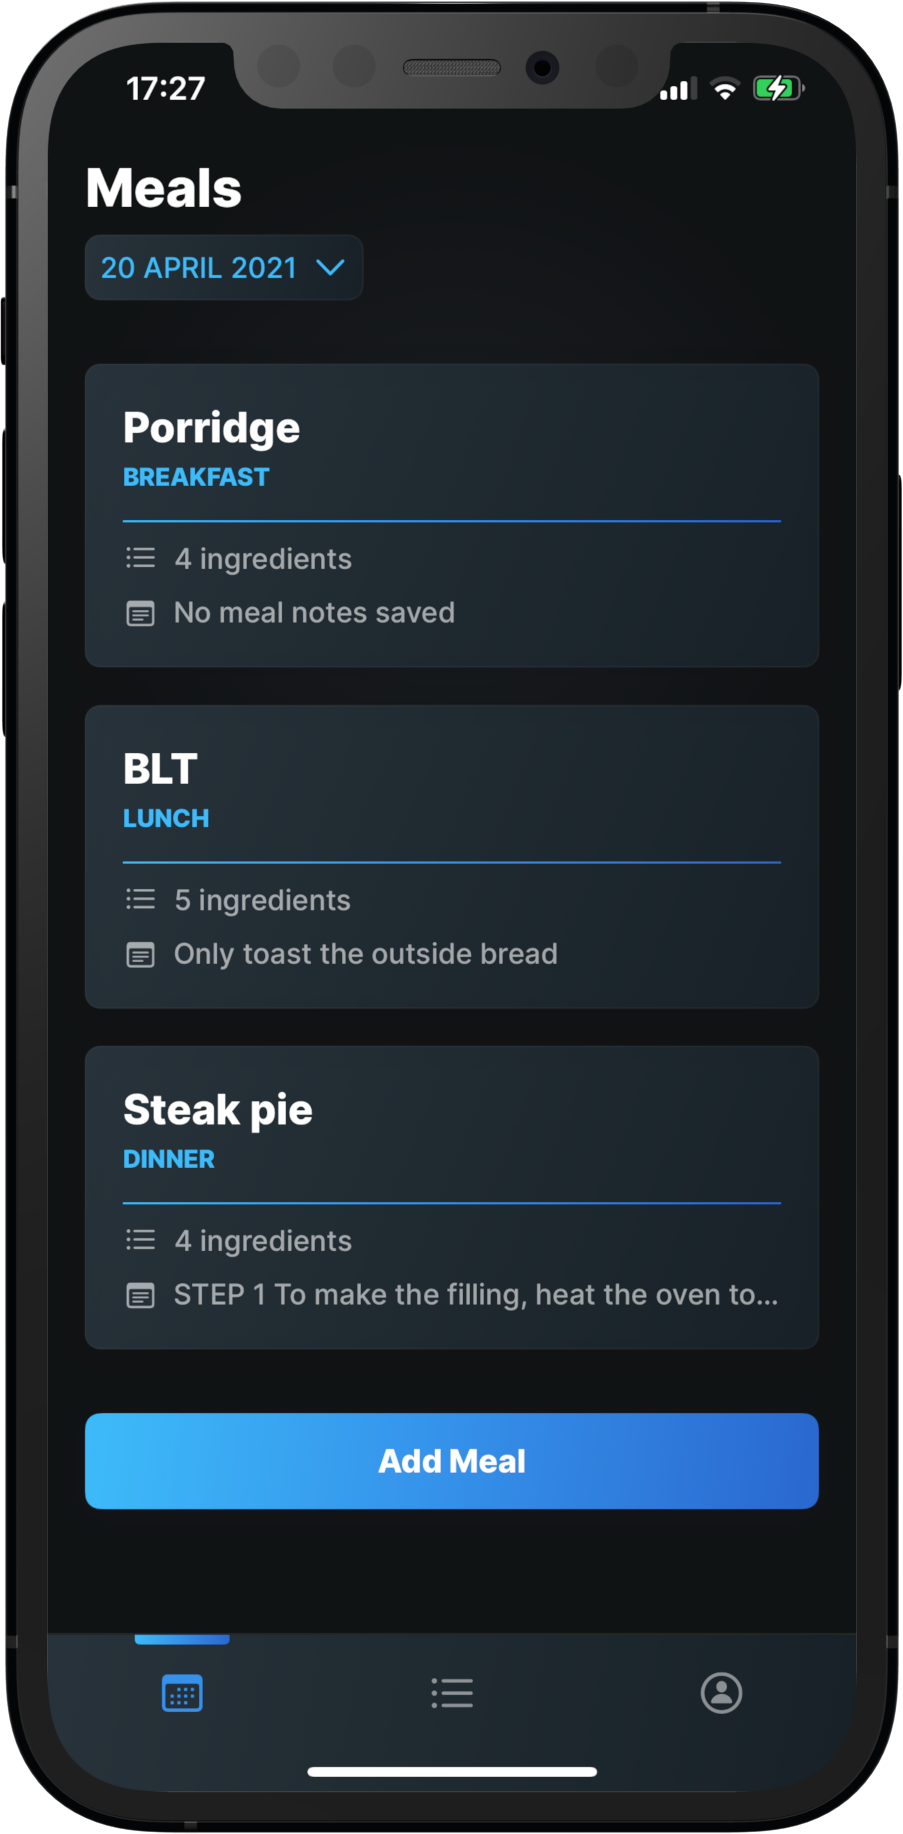 17:27
Meals
20 APRIL 2021
Porridge
BREAKFAST
4 ingredients
No meal notes saved
BLT
LUNCH
5 ingredients
Only toast the outside bread
Steak pie
DINNER
4 ingredients
STEP 1 To make the filling, heat the oven to...
Add Meal